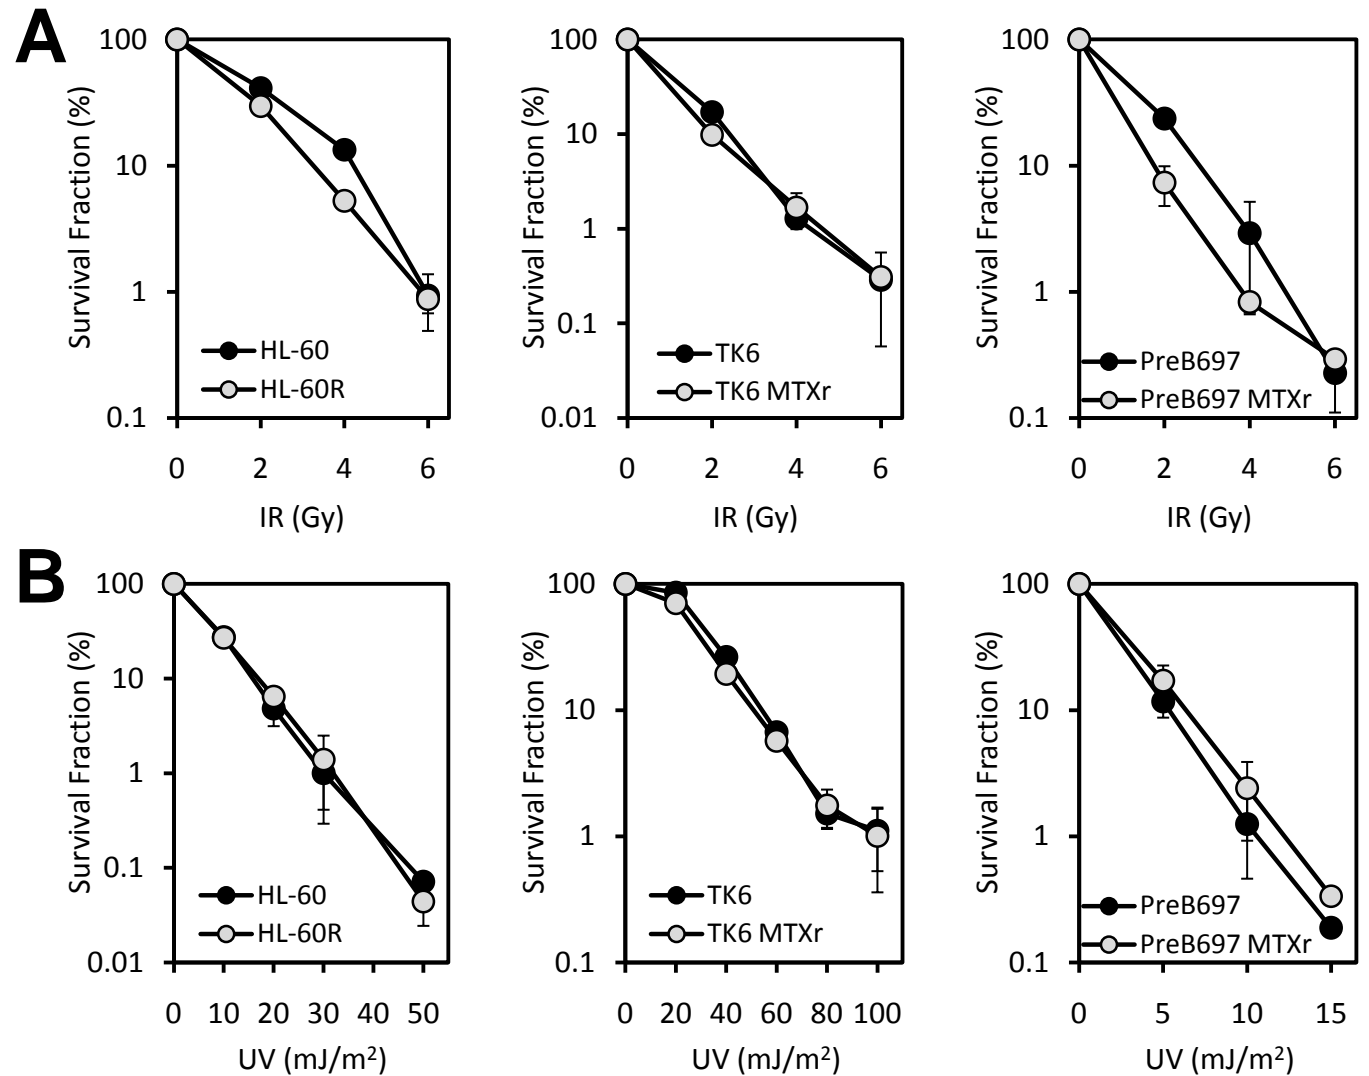 A
100
10
1
0.1
Survival Fraction (%)
HL-60
HL-60R
0 2 4 6
IR (Gy)
100
10
1
0.1
0.01
Survival Fraction (%)
TK6
TK6 MTXr
0 2 4 6
IR (Gy)
100
10
1
0.1
Survival Fraction (%)
PreB697
PreB697 MTXr
0 2 4 6
IR (Gy)
B
100
10
1
0.1
0.01
Survival Fraction (%)
HL-60
HL-60R
0 10 20 30 40 50
UV (mJ/m²)
100
10
1
0.1
Survival Fraction (%)
TK6
TK6 MTXr
0 20 40 60 80 100
UV (mJ/m²)
100
10
1
0.1
Survival Fraction (%)
PreB697
PreB697 MTXr
0 5 10 15
UV (mJ/m²)